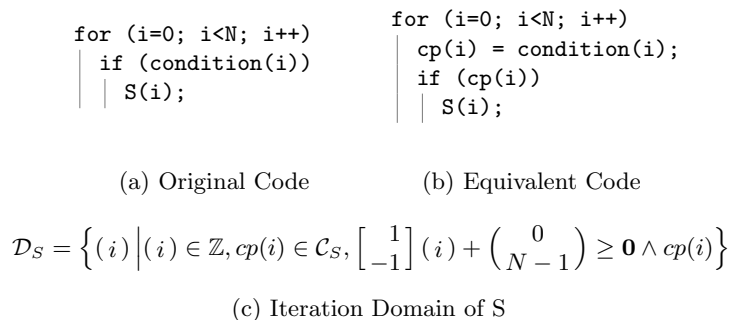 for (i=0; i<N; i++)
if (condition(i))
S(i);
(a) Original Code
for (i=0; i<N; i++)
cp(i) = condition(i);
if (cp(i))
S(i);
(b) Equivalent Code
𝒟_S = { ( i ) | ( i ) ∈ ℤ, cp(i) ∈ 𝒞_S, [ 1 -1 ] ( i ) + ( 0 N − 1 ) ≥ 𝟎 ∧ cp(i) }
(c) Iteration Domain of S